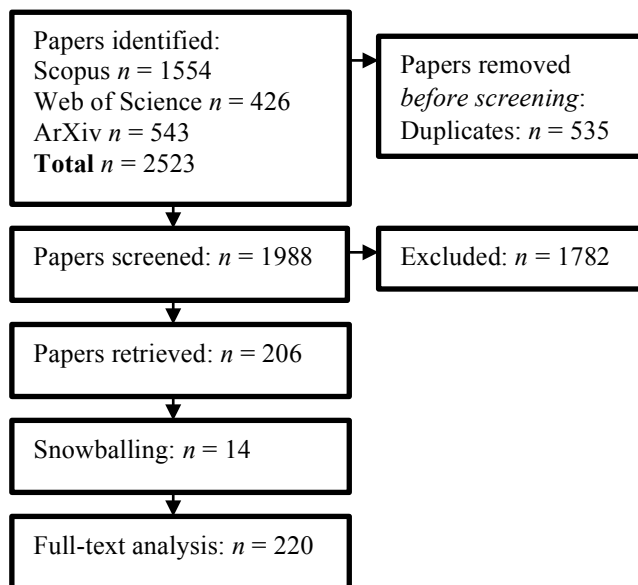 Papers identified:
Scopus n = 1554
Web of Science n = 426
ArXiv n = 543
Total n = 2523
Papers removed
before screening:
Duplicates: n = 535
Papers screened: n = 1988
Excluded: n = 1782
Papers retrieved: n = 206
Snowballing: n = 14
Full-text analysis: n = 220